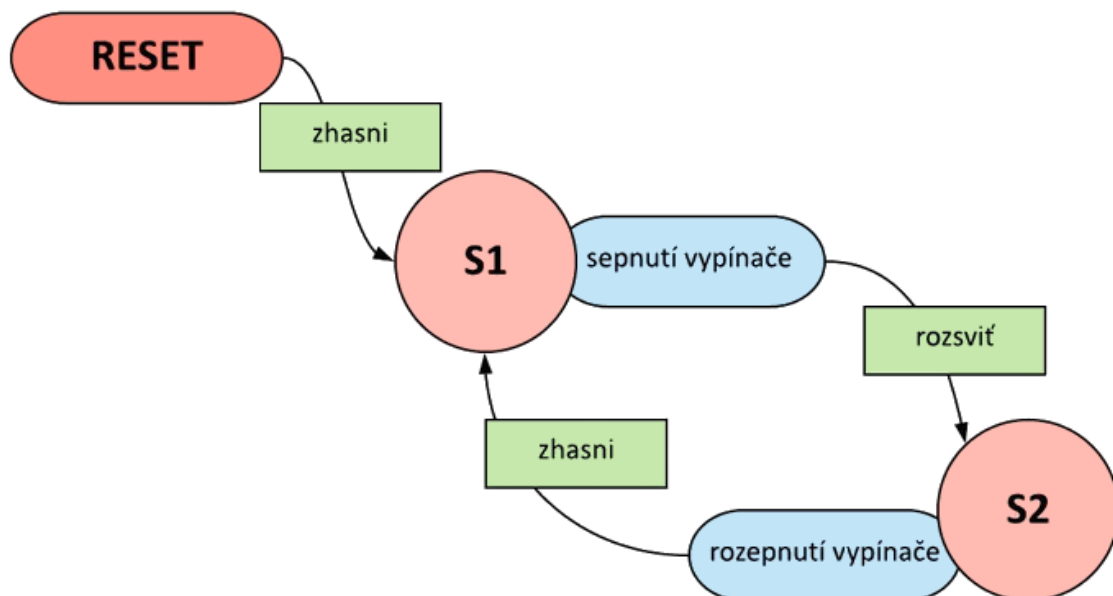 RESET
zhasni
S1
sepnutí vypínače
rozsviť
zhasni
S2
rozepnutí vypínače